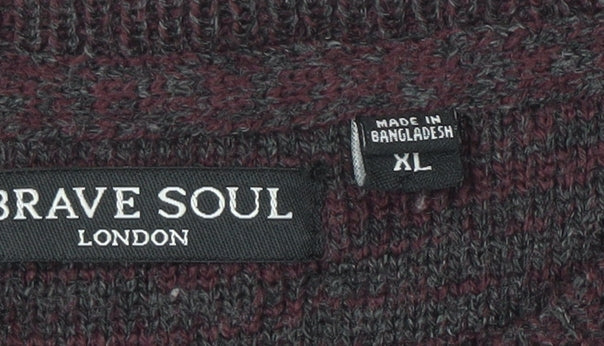 MADE IN
BANGLADESH
XL
BRAVE SOUL
LONDON